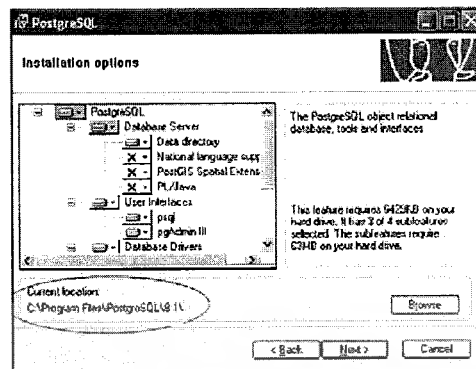 PostgreSQL
Installation options
PostgreSQL
Database Server
Data directory
National language supp
PostGIS Spatial Extens
PL/Java
User Interfaces
psql
pgAdmin III
Database Drivers
The PostgreSQL object relational
database, tools and interfaces
This feature requires 6429KB on your
hard drive. It has 3 of 4 subfeatures
selected. The subfeatures require
63MB on your hard drive.
Current location:
C:\Program Files\PostgreSQL\8.1\
Browse
< Back
Next >
Cancel